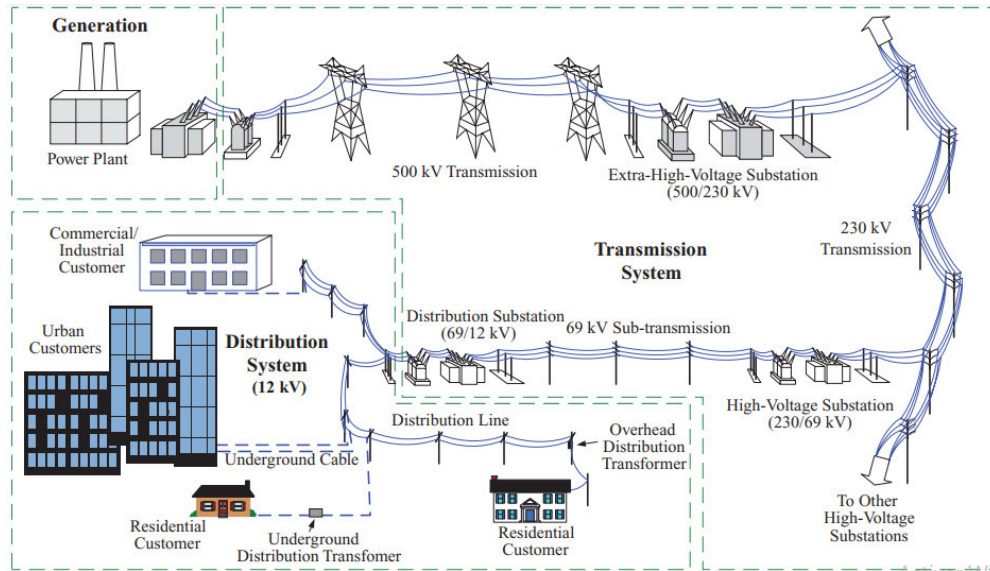 Generation
Power Plant
500 kV Transmission
Extra-High-Voltage Substation
(500/230 kV)
230 kV
Transmission
Transmission
System
Commercial/
Industrial
Customer
Urban
Customers
Distribution
System
(12 kV)
Distribution Substation
(69/12 kV)
69 kV Sub-transmission
High-Voltage Substation
(230/69 kV)
Distribution Line
Overhead
Distribution
Transformer
Underground Cable
Residential
Customer
Underground
Distribution Transfomer
Residential
Customer
To Other
High-Voltage
Substations